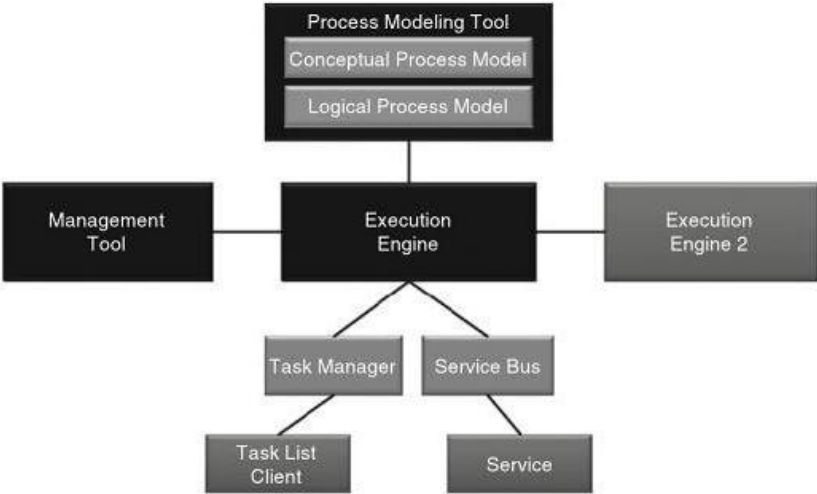 Process Modeling Tool
Conceptual Process Model
Logical Process Model
Management
Tool
Execution
Engine
Execution
Engine 2
Task Manager
Service Bus
Task List
Client
Service